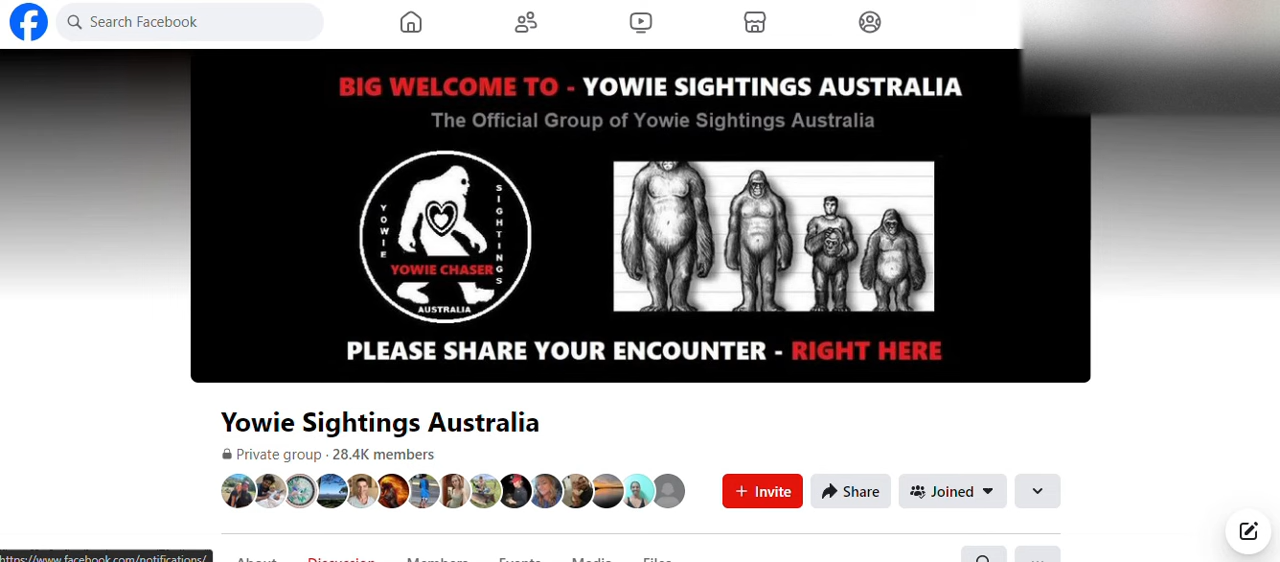 Search Facebook
BIG WELCOME TO - YOWIE SIGHTINGS AUSTRALIA
The Official Group of Yowie Sightings Australia
YOWIE
SIGHTINGS
YOWIE CHASER
AUSTRALIA
PLEASE SHARE YOUR ENCOUNTER - RIGHT HERE
Yowie Sightings Australia
Private group · 28.4K members
+ Invite
Share
Joined
About Discussion Members Events Media Files
https://www.facebook.com/notifications/